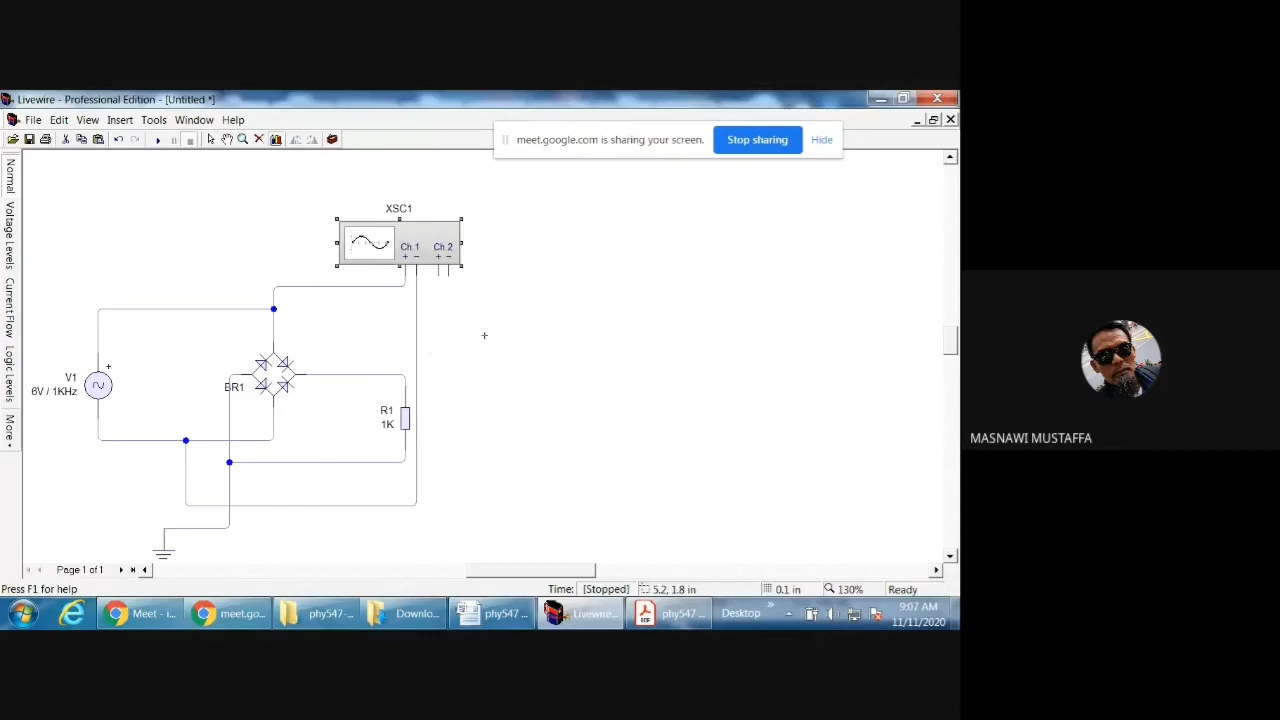 Livewire - Professional Edition - [Untitled *]
File Edit View Insert Tools Window Help
meet.google.com is sharing your screen. Stop sharing Hide
Normal
Voltage Levels
Current Flow
Logic Levels
More
XSC1
Ch.1 Ch.2
+ − + −
+
V1
6V / 1KHz
BR1
R1
1K
MASNAWI MUSTAFFA
Page 1 of 1
Press F1 for help Time: [Stopped] 5.2, 1.8 in 0.1 in 130% Ready
Meet - i... meet.go... phy547-... Downlo... phy547 ... Livewire... phy547 ... Desktop » 9:07 AM
11/11/2020